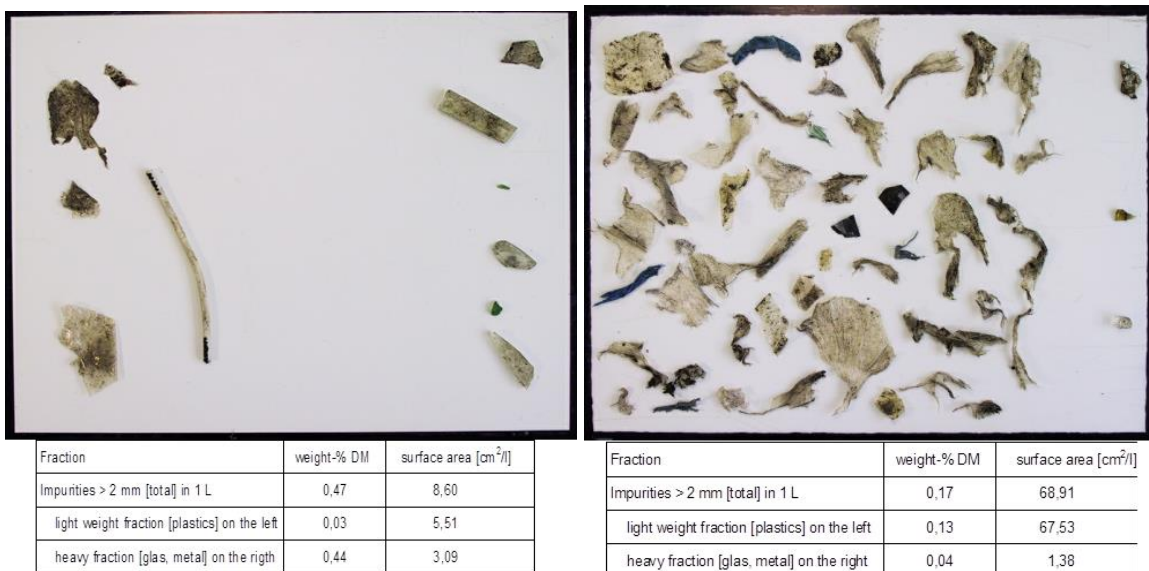 Fraction weight-% DM surface area [cm²/l]
Impurities > 2 mm [total] in 1 L 0,47 8,60
light weight fraction [plastics] on the left 0,03 5,51
heavy fraction [glas, metal] on the rigth 0,44 3,09
Fraction weight-% DM surface area [cm²/l]
Impurities > 2 mm [total] in 1 L 0,17 68,91
light weight fraction [plastics] on the left 0,13 67,53
heavy fraction [glas, metal] on the right 0,04 1,38